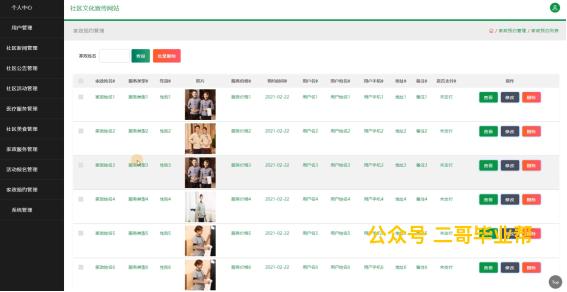 个人中心
社区文化宣传网站
用户管理
家政预约管理
家政预约管理 / 家政预约列表
社区新闻管理
家政姓名
查询
批量删除
社区公告管理
社区活动管理
医疗服务管理
社区美食管理
家政服务管理
活动报名管理
家政预约管理
系统管理
家政姓名 服务类型 性别 照片 服务价格 预约时间 用户名 用户姓名 用户手机 地址 备注 是否支付 操作
家政姓名1 服务类型1 性别1 服务价格1 2021-02-22 用户名1 用户姓名1 用户手机1 地址1 备注1 未支付 查看 修改 删除
家政姓名2 服务类型2 性别2 服务价格2 2021-02-22 用户名2 用户姓名2 用户手机2 地址2 备注2 未支付 查看 修改 删除
家政姓名3 服务类型3 性别3 服务价格3 2021-02-22 用户名3 用户姓名3 用户手机3 地址3 备注3 未支付 查看 修改 删除
家政姓名4 服务类型4 性别4 服务价格4 2021-02-22 用户名4 用户姓名4 用户手机4 地址4 备注4 未支付 查看 修改 删除
家政姓名5 服务类型5 性别5 服务价格5 2021-02-22 用户名5 用户姓名5 修改 删除
公众号 二哥毕业帮
家政姓名6 服务类型6 性别6 服务价格6 2021-02-22 用户名6 用户姓名6 用户手机6 地址6 备注6 未支付 查看 修改 删除
Top